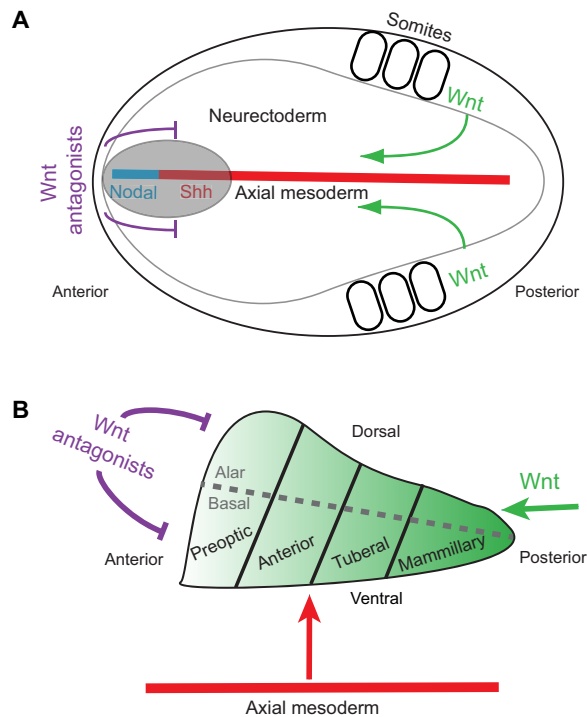 A
Somites
Wnt
Neurectoderm
Wnt
antagonists
Nodal
Shh
Axial mesoderm
Wnt
Anterior
Posterior
B
Wnt
antagonists
Dorsal
Alar
Basal
Wnt
Preoptic
Anterior
Tuberal
Mammillary
Anterior
Posterior
Ventral
Axial mesoderm